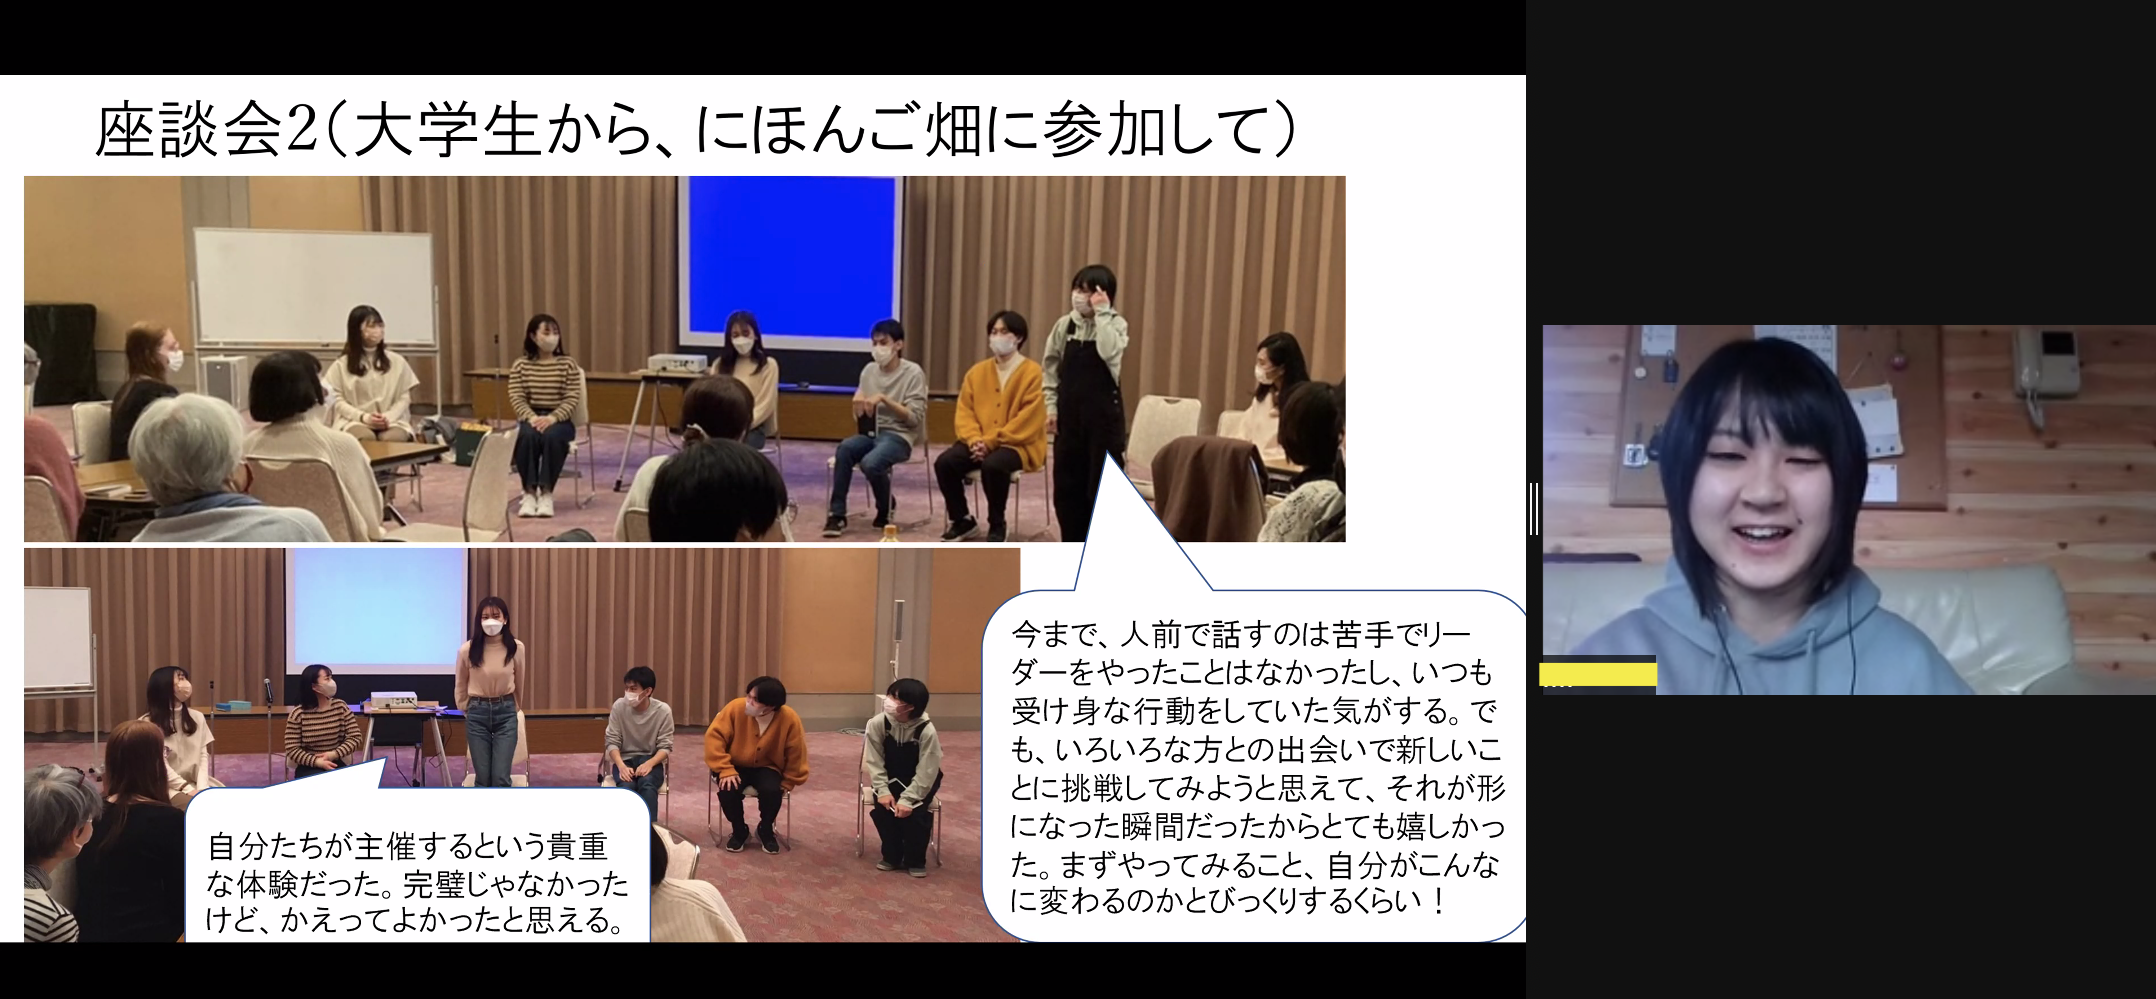 座談会2（大学生から、にほんご畑に参加して）
今まで、人前で話すのは苦手でリー
ダーをやったことはなかったし、いつも
受け身な行動をしていた気がする。で
も、いろいろな方との出会いで新しいこ
とに挑戦してみようと思えて、それが形
になった瞬間だったからとても嬉しかっ
た。まずやってみること、自分がこんな
に変わるのかとびっくりするくらい！
自分たちが主催するという貴重
な体験だった。完璧じゃなかった
けど、かえってよかったと思える。